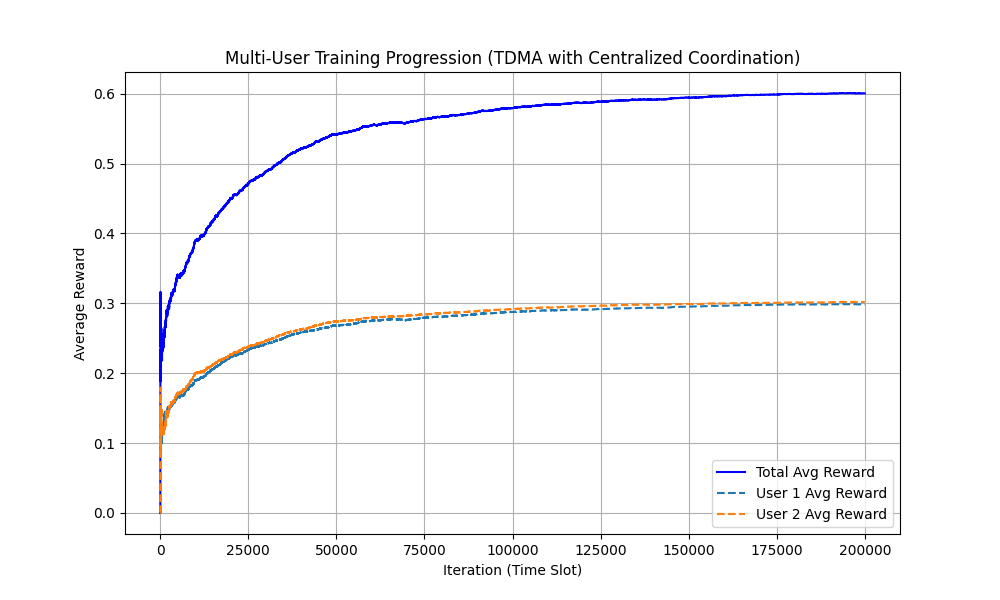 Multi-User Training Progression (TDMA with Centralized Coordination)
Average Reward
0.6
0.5
0.4
0.3
0.2
0.1
0.0
Total Avg Reward
User 1 Avg Reward
User 2 Avg Reward
0 25000 50000 75000 100000 125000 150000 175000 200000
Iteration (Time Slot)